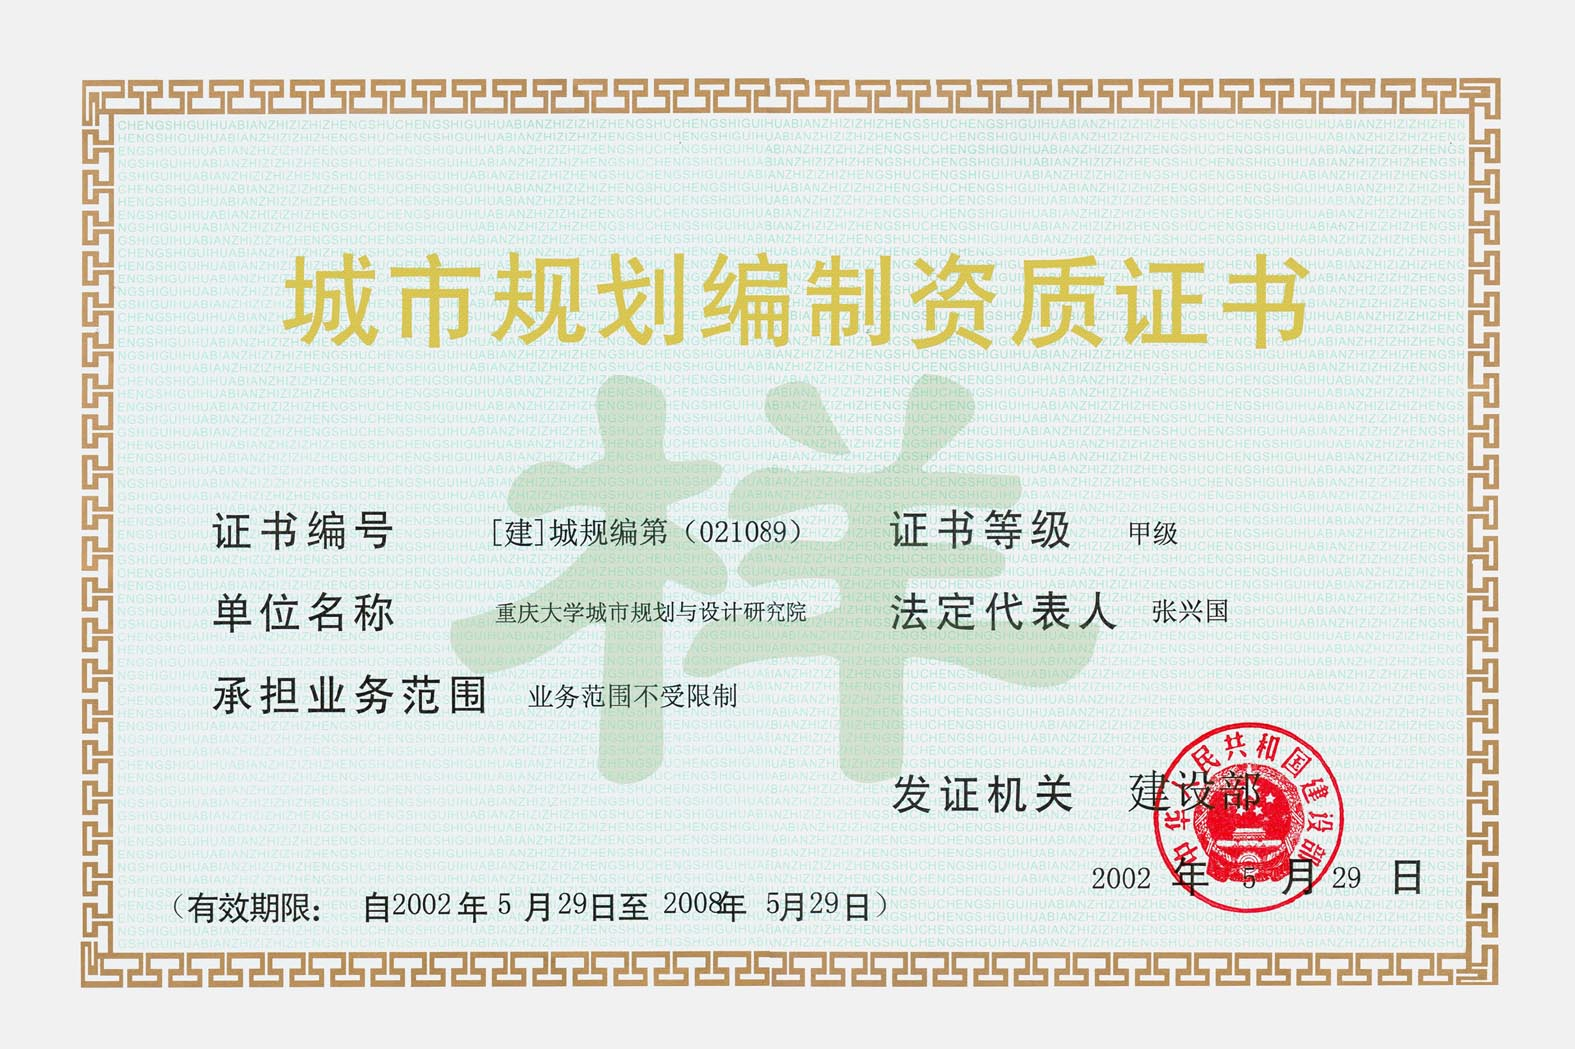 城市规划编制资质证书
样
证书编号 [建]城规编第（021089） 证书等级 甲级
单位名称 重庆大学城市规划与设计研究院 法定代表人 张兴国
承担业务范围 业务范围不受限制
发证机关 建设部
中华人民共和国建设部
2002 年 5 月 29 日
（有效期限： 自2002年 5 月29日至 2008年 5月29日）